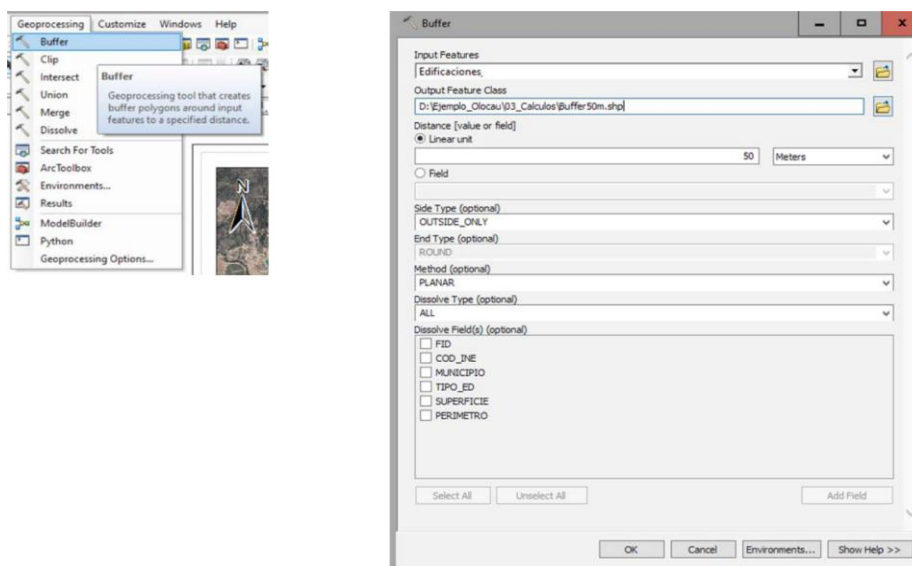 Geoprocessing Customize Windows Help
Buffer
Clip
Intersect
Union
Merge
Dissolve
Search For Tools
ArcToolbox
Environments...
Results
ModelBuilder
Python
Geoprocessing Options...
Buffer
Geoprocessing tool that creates
buffer polygons around input
features to a specified distance.
N
Buffer
Input Features
Edificaciones
Output Feature Class
D:\Ejemplo_Olocau\03_Calculos\Buffer50m.shp
Distance [value or field]
Linear unit
50 Meters
Field
Side Type (optional)
OUTSIDE_ONLY
End Type (optional)
ROUND
Method (optional)
PLANAR
Dissolve Type (optional)
ALL
Dissolve Field(s) (optional)
FID
COD_INE
MUNICIPIO
TIPO_ED
SUPERFICIE
PERIMETRO
Select All Unselect All Add Field
OK Cancel Environments... Show Help >>